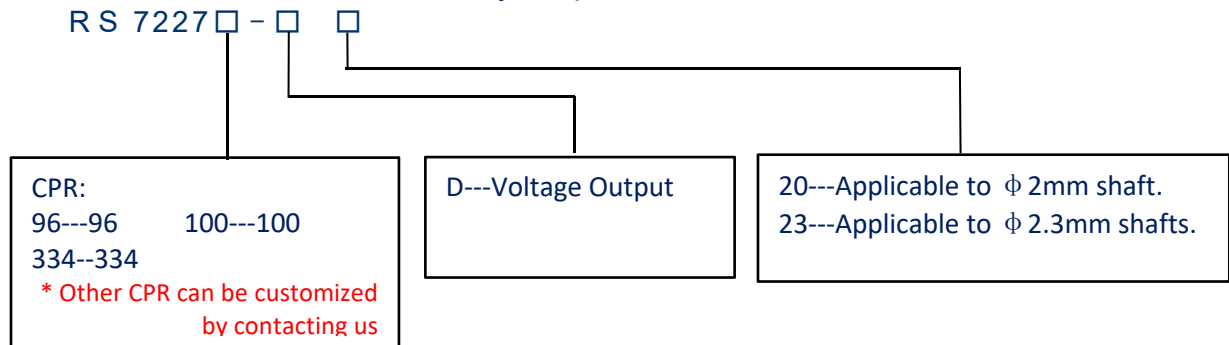 RS 7227□-□ □
CPR:
96---96 100---100
334--334
* Other CPR can be customized
by contacting us
D---Voltage Output
20---Applicable to φ2mm shaft.
23---Applicable to φ2.3mm shafts.